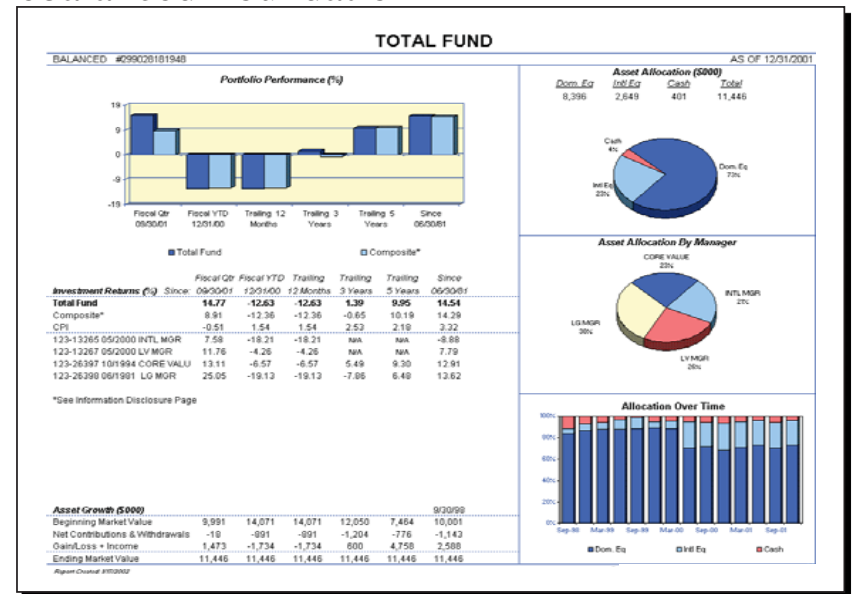 TOTAL FUND
BALANCED #299028181948 AS OF 12/31/2001
Portfolio Performance (%)
19
9
0
-9
-19
Fiscal Qtr Fiscal YTD Trailing 12 Trailing 3 Trailing 5 Since
09/30/01 12/31/00 Months Years Years 06/30/81
Total Fund Composite*
Fiscal Qtr Fiscal YTD Trailing Trailing Trailing Since
Investment Returns (%) Since: 09/30/01 12/31/00 12 Months 3 Years 5 Years 06/30/81
Total Fund 14.77 -12.63 -12.63 1.39 9.95 14.54
Composite* 8.91 -12.36 -12.36 -0.65 10.19 14.29
CPI -0.51 1.54 1.54 2.53 2.18 3.32
123-13265 05/2000 INTL MGR 7.58 -18.21 -18.21 N/A N/A -8.88
123-13267 05/2000 LV MGR 11.76 -4.26 -4.26 N/A N/A 7.79
123-26397 10/1994 CORE VALU 13.11 -6.57 -6.57 5.49 9.30 12.91
123-26398 06/1981 LG MGR 25.05 -19.13 -19.13 -7.86 6.48 13.62
*See Information Disclosure Page
Asset Growth ($000) 9/30/98
Beginning Market Value 9,991 14,071 14,071 12,050 7,464 10,001
Net Contributions & Withdrawals -18 -891 -891 -1,204 -776 -1,143
Gain/Loss + Income 1,473 -1,734 -1,734 600 4,758 2,588
Ending Market Value 11,446 11,446 11,446 11,446 11,446 11,446
Report Created:
Asset Allocation ($000)
Dom. Eq Intl Eq Cash Total
8,396 2,649 401 11,446
Cash
4%
Dom. Eq
73%
Intl Eq
23%
Asset Allocation By Manager
CORE VALUE
23%
INTL MGR
21%
LG MGR
30%
LV MGR
26%
Allocation Over Time
100%
80%
60%
40%
20%
0%
Sep-98 Mar-99 Sep-99 Mar-00 Sep-00 Mar-01 Sep-01
Dom. Eq Intl Eq Cash